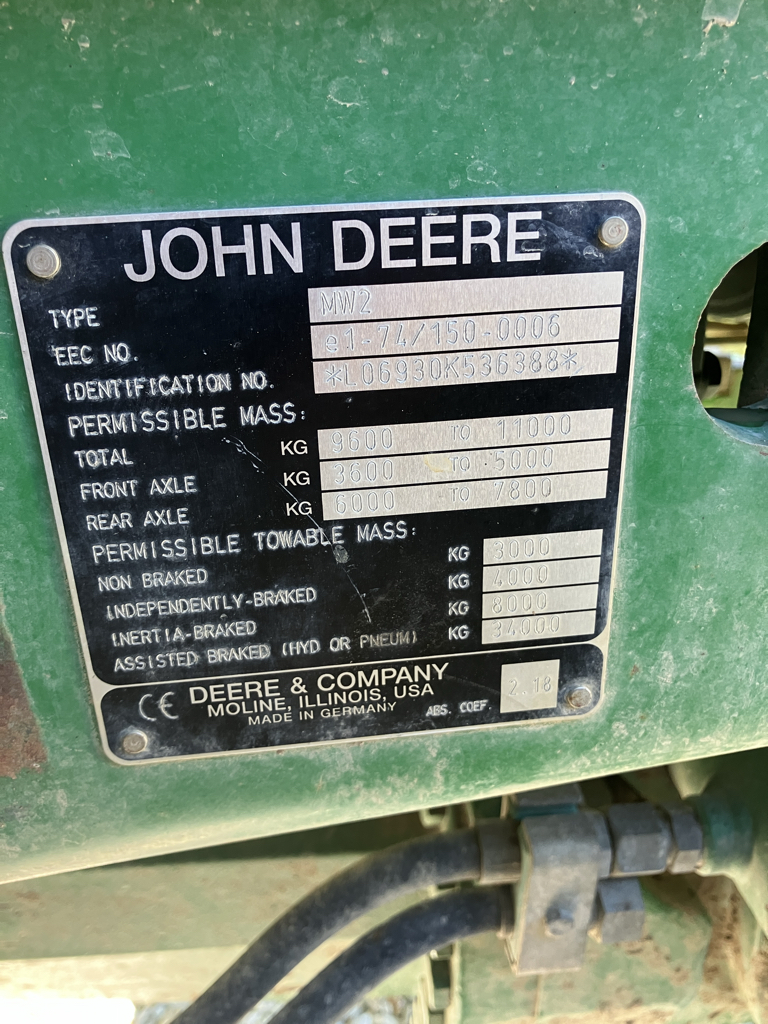 JOHN DEERE
TYPE MW2
EEC NO. e1-74/150-0006
IDENTIFICATION NO. *L06930K536388*
PERMISSIBLE MASS:
TOTAL KG 9600 TO 11000
FRONT AXLE KG 3600 TO 5000
REAR AXLE KG 6000 TO 7800
PERMISSIBLE TOWABLE MASS:
NON BRAKED KG 3000
INDEPENDENTLY-BRAKED KG 4000
INERTIA-BRAKED KG 8000
ASSISTED BRAKED (HYD OR PNEUM) KG 34000
CE DEERE & COMPANY
MOLINE, ILLINOIS, USA
MADE IN GERMANY ABS. COEF. 2.18